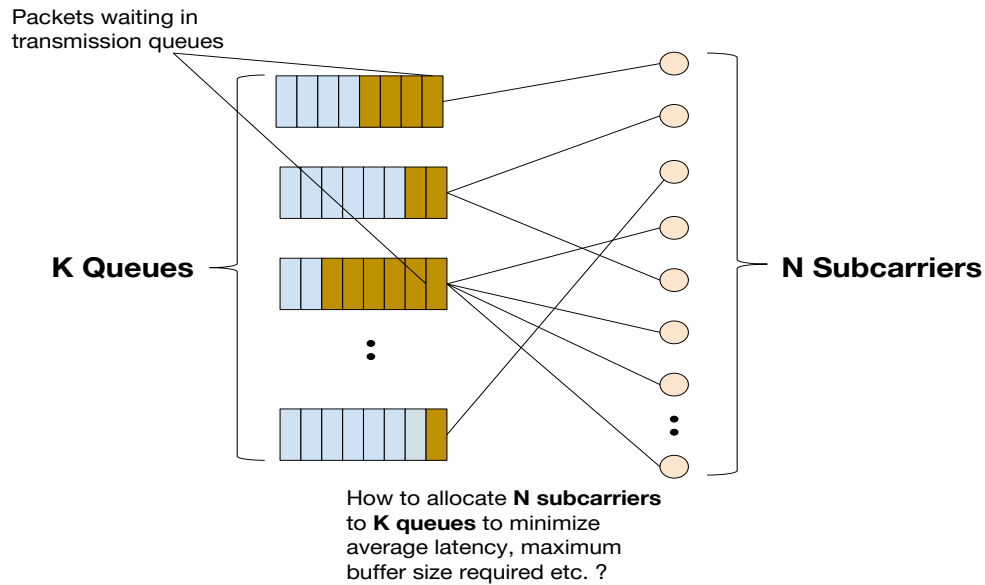 Packets waiting in
transmission queues
K Queues
N Subcarriers
How to allocate N subcarriers
to K queues to minimize
average latency, maximum
buffer size required etc. ?